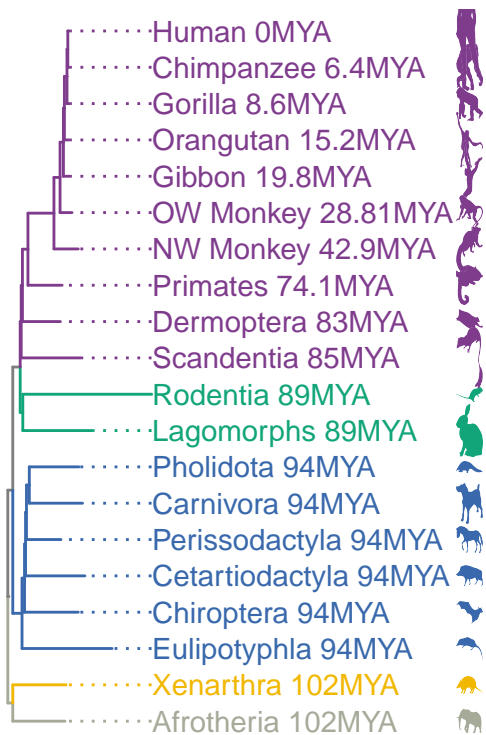 Human 0MYA
Chimpanzee 6.4MYA
Gorilla 8.6MYA
Orangutan 15.2MYA
Gibbon 19.8MYA
OW Monkey 28.81MYA
NW Monkey 42.9MYA
Primates 74.1MYA
Dermoptera 83MYA
Scandentia 85MYA
Rodentia 89MYA
Lagomorphs 89MYA
Pholidota 94MYA
Carnivora 94MYA
Perissodactyla 94MYA
Cetartiodactyla 94MYA
Chiroptera 94MYA
Eulipotyphla 94MYA
Xenarthra 102MYA
Afrotheria 102MYA